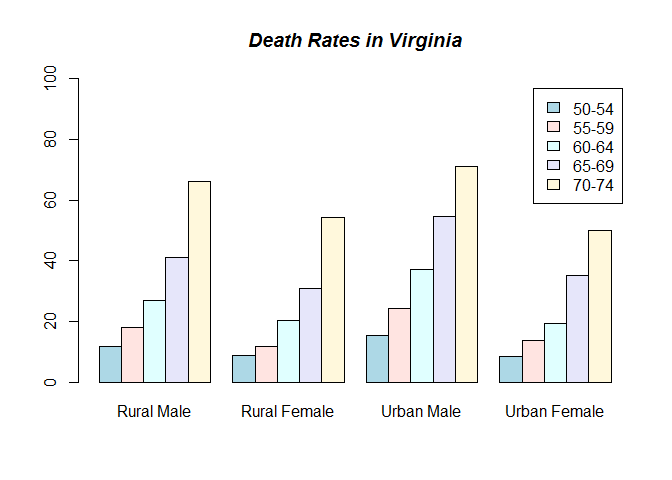 Death Rates in Virginia
100
80
60
40
20
0
50-54
55-59
60-64
65-69
70-74
Rural Male
Rural Female
Urban Male
Urban Female